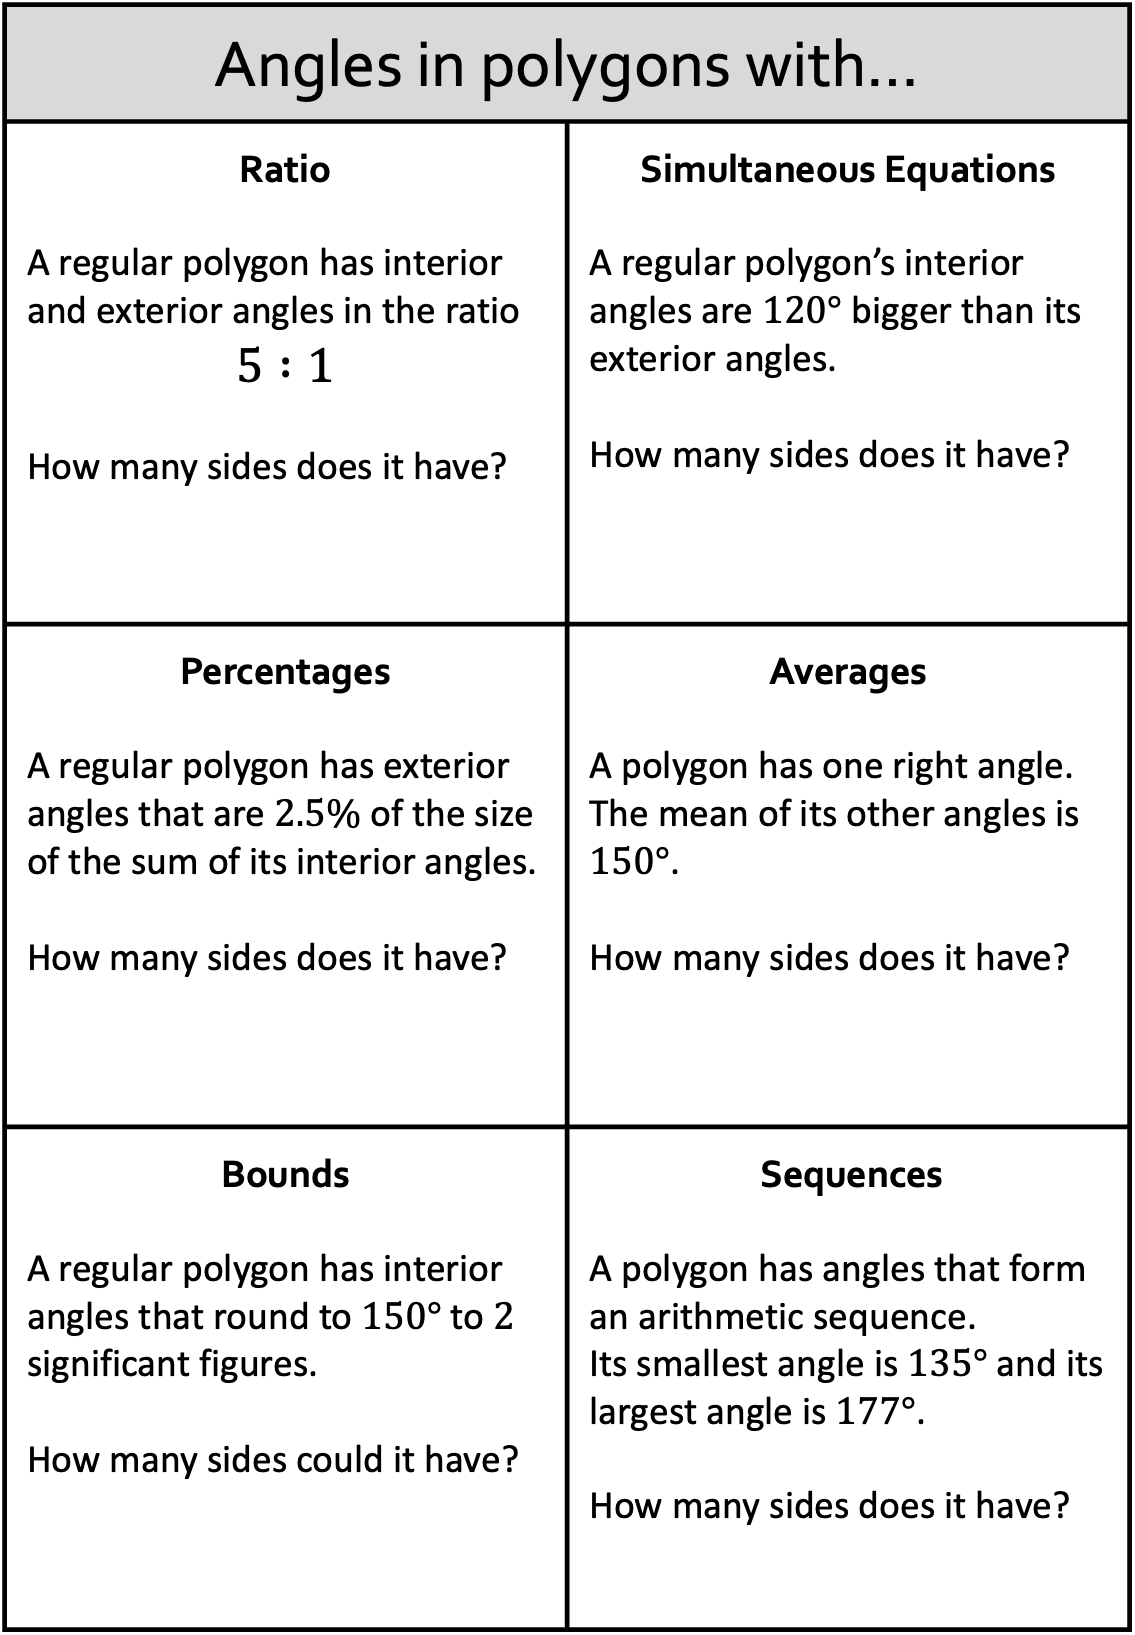 Angles in polygons with...
Ratio
A regular polygon has interior
and exterior angles in the ratio
5 : 1
How many sides does it have?
Simultaneous Equations
A regular polygon’s interior
angles are 120° bigger than its
exterior angles.
How many sides does it have?
Percentages
A regular polygon has exterior
angles that are 2.5% of the size
of the sum of its interior angles.
How many sides does it have?
Averages
A polygon has one right angle.
The mean of its other angles is
150°.
How many sides does it have?
Bounds
A regular polygon has interior
angles that round to 150° to 2
significant figures.
How many sides could it have?
Sequences
A polygon has angles that form
an arithmetic sequence.
Its smallest angle is 135° and its
largest angle is 177°.
How many sides does it have?